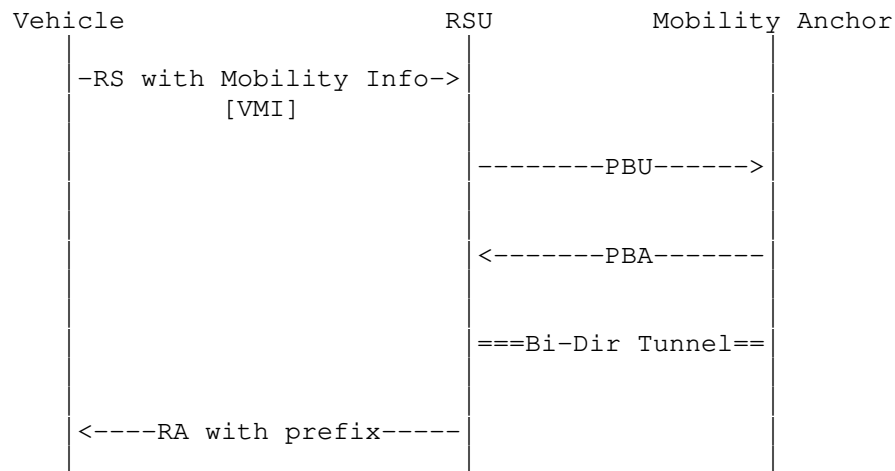 Vehicle RSU Mobility Anchor
-RS with Mobility Info->
[VMI]
--------PBU------>
<-------PBA-------
===Bi-Dir Tunnel==
<----RA with prefix-----